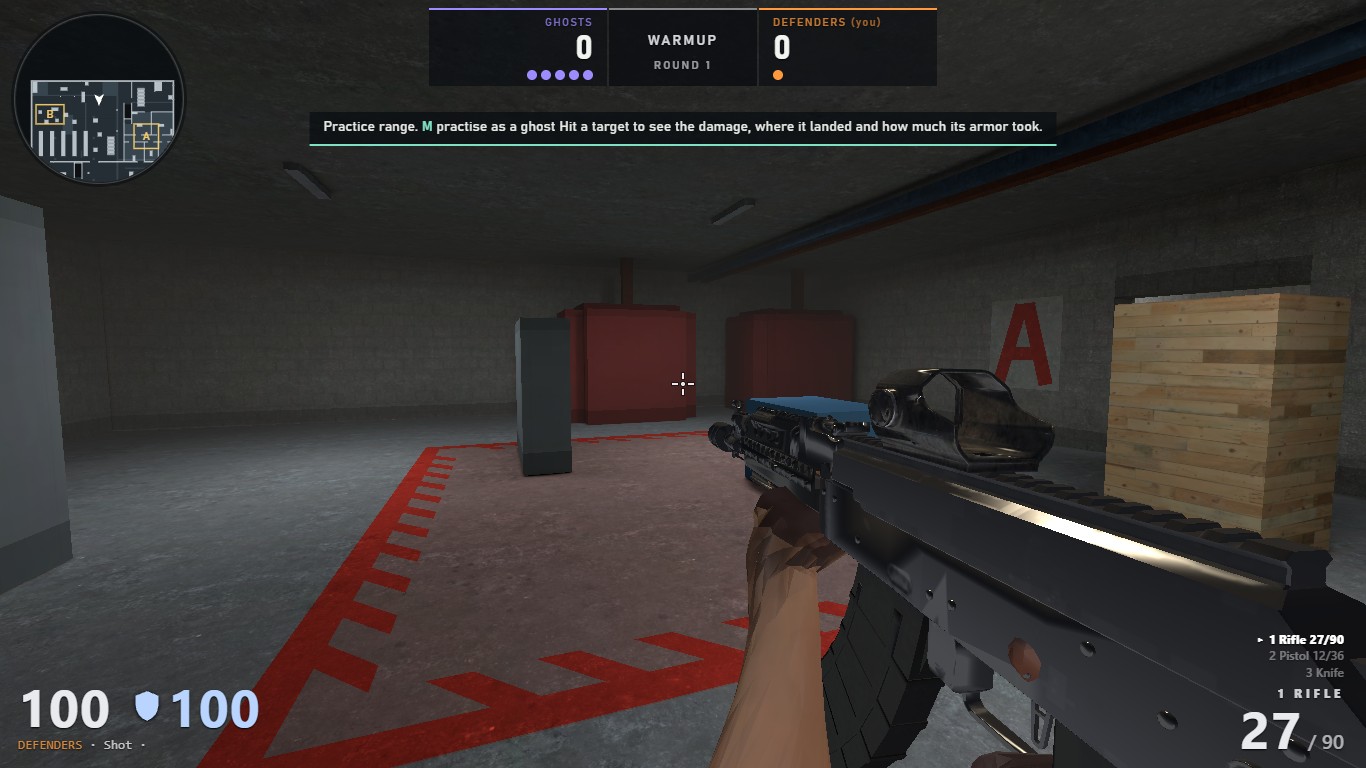 GHOSTS
0
WARMUP
ROUND 1
DEFENDERS (you)
0
Practice range. M practise as a ghost Hit a target to see the damage, where it landed and how much its armor took.
B
A
A
1 Rifle 27/90
2 Pistol 12/36
3 Knife
1 RIFLE
27 / 90
100 100
DEFENDERS · Shot ·